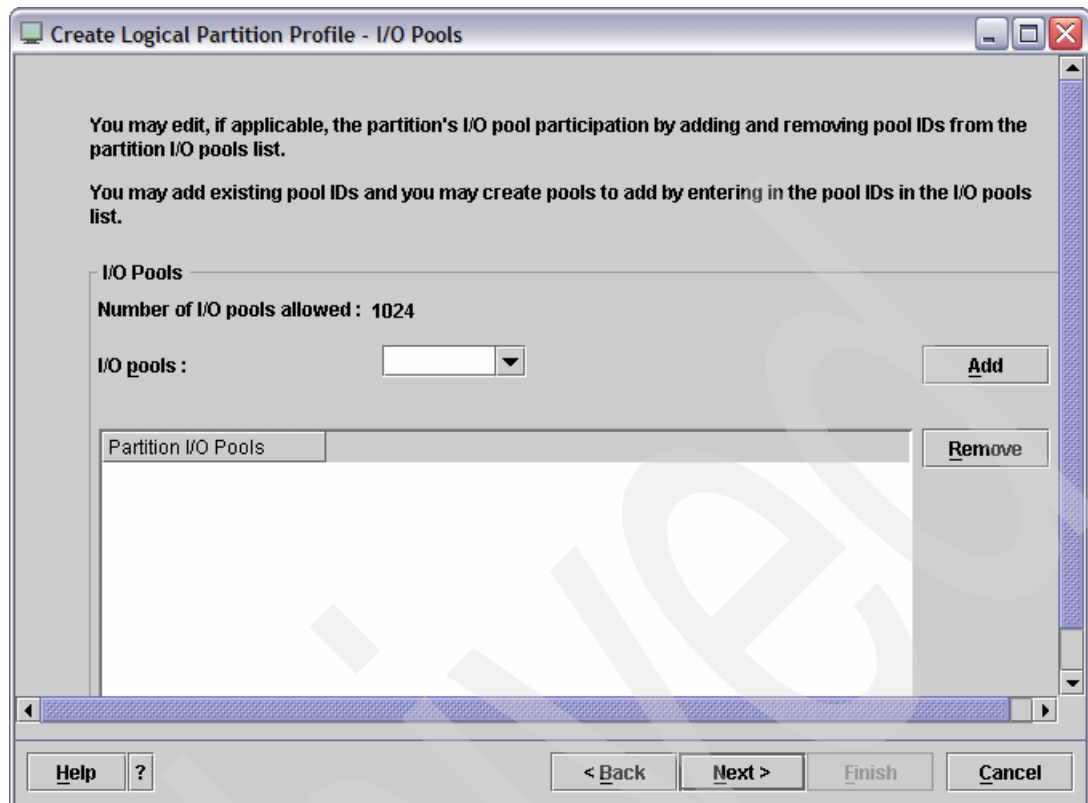 Create Logical Partition Profile - I/O Pools
You may edit, if applicable, the partition's I/O pool participation by adding and removing pool IDs from the
partition I/O pools list.
You may add existing pool IDs and you may create pools to add by entering in the pool IDs in the I/O pools
list.
I/O Pools
Number of I/O pools allowed : 1024
I/O pools :
Add
Partition I/O Pools
Remove
Help ? < Back Next > Finish Cancel